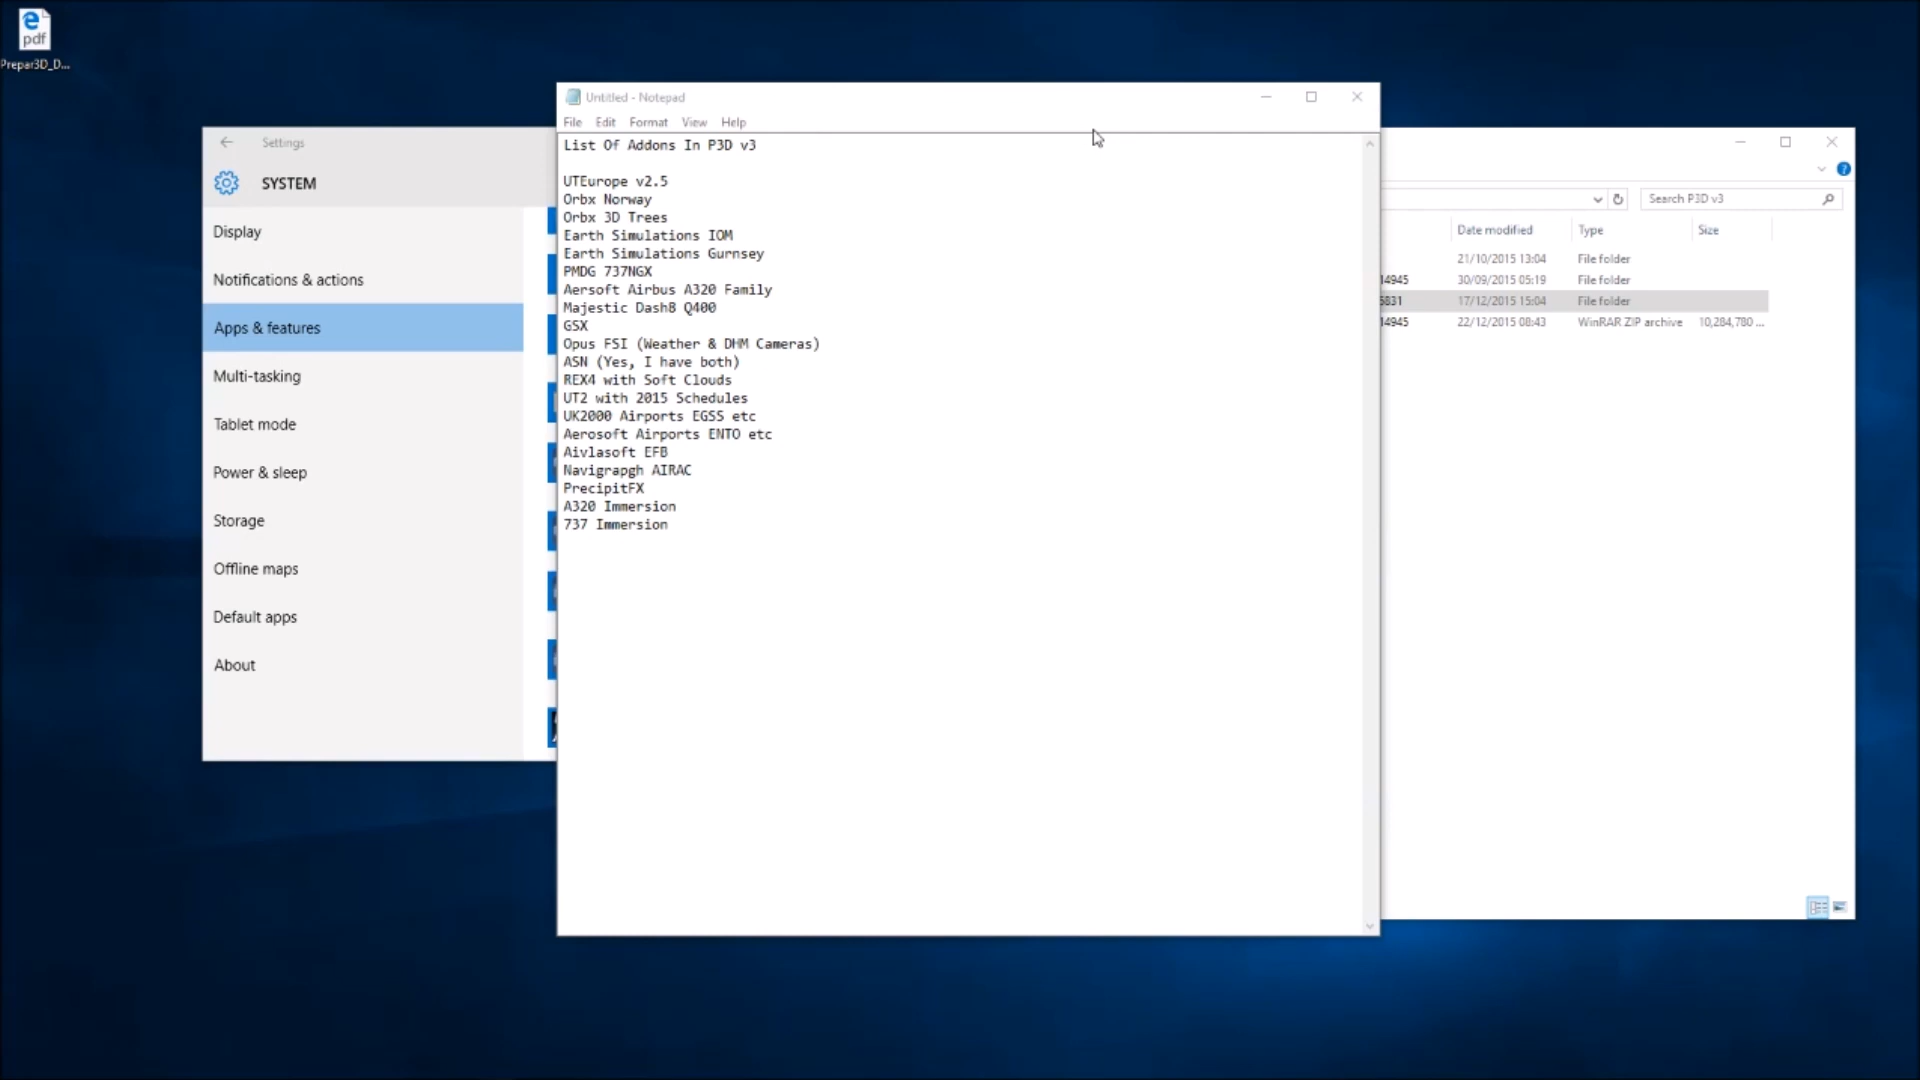 pdf
Prepar3D_D...
Untitled - Notepad
File Edit Format View Help
List Of Addons In P3D v3
UTEurope v2.5
Orbx Norway
Orbx 3D Trees
Earth Simulations IOM
Earth Simulations Gurnsey
PMDG 737NGX
Aersoft Airbus A320 Family
Majestic Dash8 Q400
GSX
Opus FSI (Weather & DHM Cameras)
ASN (Yes, I have both)
REX4 with Soft Clouds
UT2 with 2015 Schedules
UK2000 Airports EGSS etc
Aerosoft Airports ENTO etc
Aivlasoft EFB
Navigrapgh AIRAC
PrecipitFX
A320 Immersion
737 Immersion
Settings
SYSTEM
Display
Notifications & actions
Apps & features
Multi-tasking
Tablet mode
Power & sleep
Storage
Offline maps
Default apps
About
Search P3D v3
Date modified Type Size
21/10/2015 13:04 File folder
14945 30/09/2015 05:19 File folder
5831 17/12/2015 15:04 File folder
14945 22/12/2015 08:43 WinRAR ZIP archive 10,284,780 ...